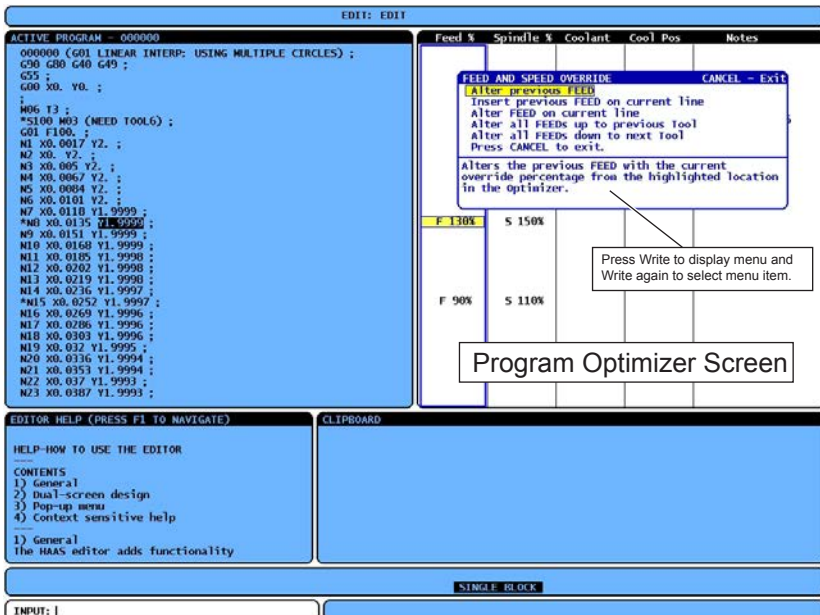 EDIT: EDIT
ACTIVE PROGRAM - 000000
000000 (G01 LINEAR INTERP: USING MULTIPLE CIRCLES) ;
G90 G80 G40 G49 ;
G55 ;
G00 X0. Y0. ;
;
M06 T3 ;
*S100 M03 (NEED TOOL6) ;
G01 F100. ;
N1 X0.0017 Y2. ;
N2 X0. Y2. ;
N3 X0.005 Y2. ;
N4 X0.0067 Y2. ;
N5 X0.0084 Y2. ;
N6 X0.0101 Y2. ;
N7 X0.0118 Y1.9999 ;
*N8 X0.0135 Y1.9999 ;
N9 X0.0151 Y1.9999 ;
N10 X0.0168 Y1.9999 ;
N11 X0.0185 Y1.9998 ;
N12 X0.0202 Y1.9998 ;
N13 X0.0219 Y1.9998 ;
N14 X0.0236 Y1.9997 ;
*N15 X0.0252 Y1.9997 ;
N16 X0.0269 Y1.9996 ;
N17 X0.0286 Y1.9996 ;
N18 X0.0303 Y1.9996 ;
N19 X0.032 Y1.9995 ;
N20 X0.0336 Y1.9994 ;
N21 X0.0353 Y1.9994 ;
N22 X0.037 Y1.9993 ;
N23 X0.0387 Y1.9993 ;
Feed % Spindle % Coolant Cool Pos Notes
FEED AND SPEED OVERRIDE CANCEL - Exit
Alter previous FEED
Insert previous FEED on current line
Alter FEED on current line
Alter all FEEDs up to previous Tool
Alter all FEEDs down to next Tool
Press CANCEL to exit.
Alters the previous FEED with the current
override percentage from the highlighted location
in the Optimizer.
F 130% S 150%
Press Write to display menu and
Write again to select menu item.
F 90% S 110%
Program Optimizer Screen
EDITOR HELP (PRESS F1 TO NAVIGATE)
HELP-HOW TO USE THE EDITOR
---
CONTENTS
1) General
2) Dual-screen design
3) Pop-up menu
4) Context sensitive help
---
1) General
The HAAS editor adds functionality
CLIPBOARD
SINGLE BLOCK
INPUT: